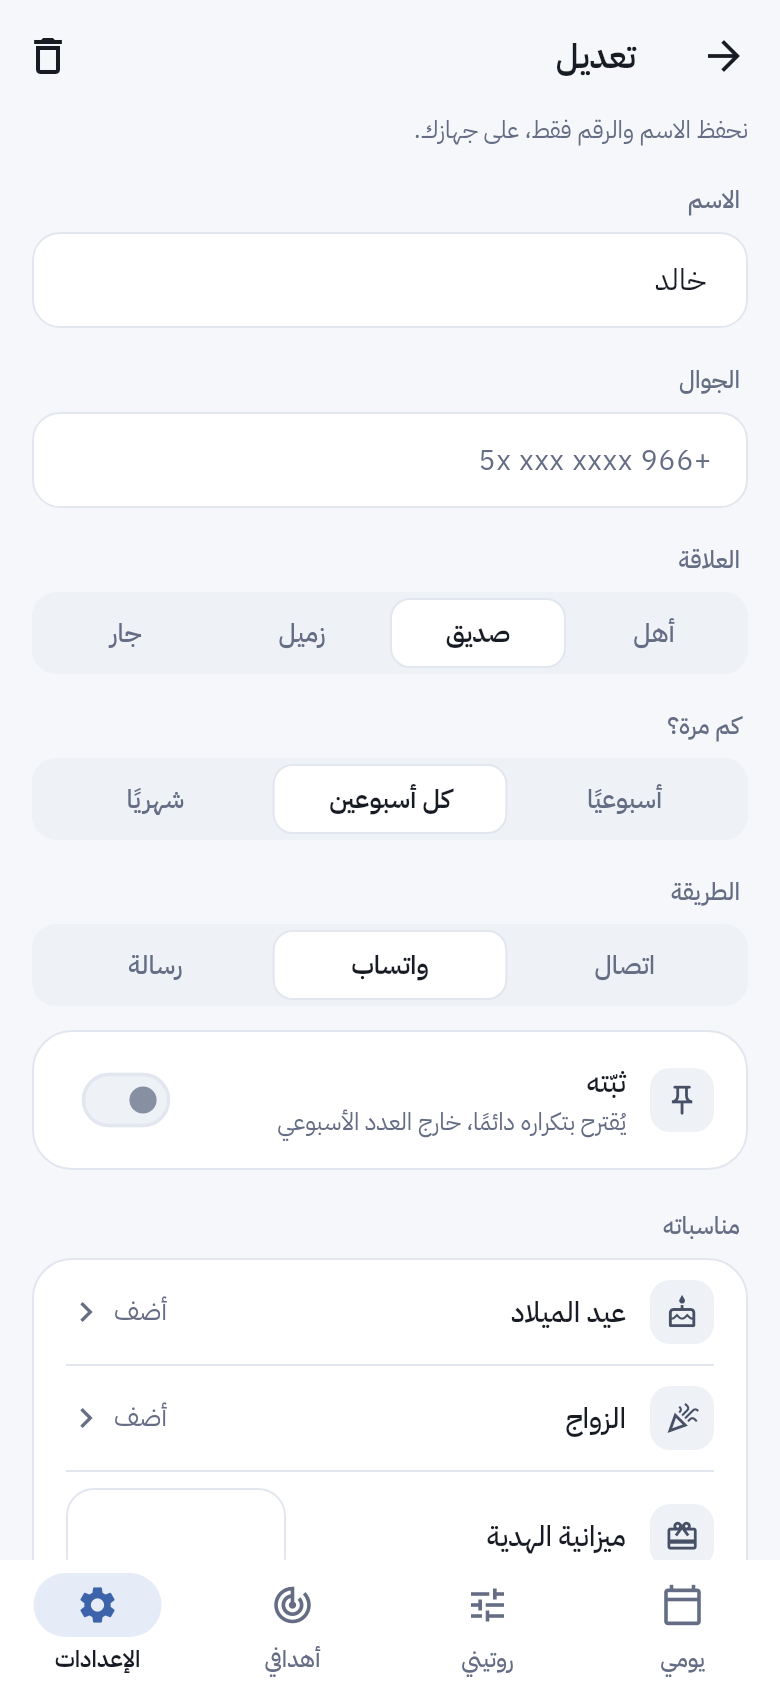 تعديل
نحفظ الاسم والرقم فقط، على جهازك.
الاسم
خالد
الجوال
+966 5x xxx xxxx
العلاقة
أهل
صديق
زميل
جار
كم مرة؟
أسبوعيًا
كل أسبوعين
شهريًا
الطريقة
اتصال
واتساب
رسالة
ثبّته
يُقترح بتكراره دائمًا، خارج العدد الأسبوعي
مناسباته
عيد الميلاد
أضف
الزواج
أضف
ميزانية الهدية
يومي
روتيني
أهدافي
الإعدادات